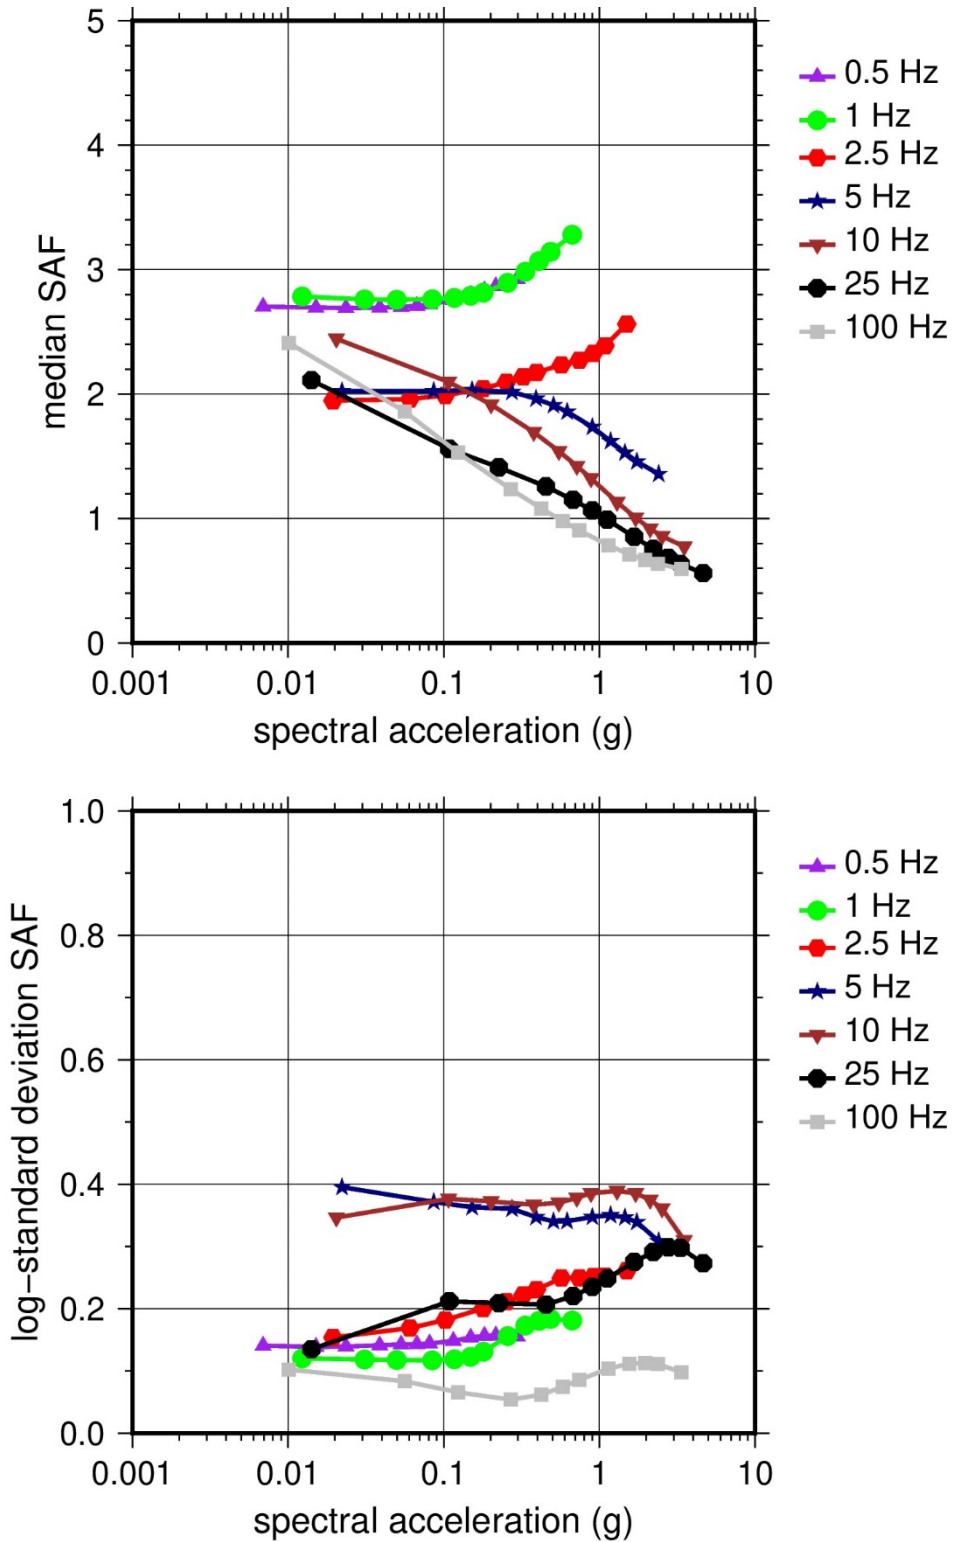 5
4
3
2
1
0
median SAF
0.001 0.01 0.1 1 10
spectral acceleration (g)
0.5 Hz
1 Hz
2.5 Hz
5 Hz
10 Hz
25 Hz
100 Hz
1.0
0.8
0.6
0.4
0.2
0.0
log-standard deviation SAF
0.001 0.01 0.1 1 10
spectral acceleration (g)
0.5 Hz
1 Hz
2.5 Hz
5 Hz
10 Hz
25 Hz
100 Hz